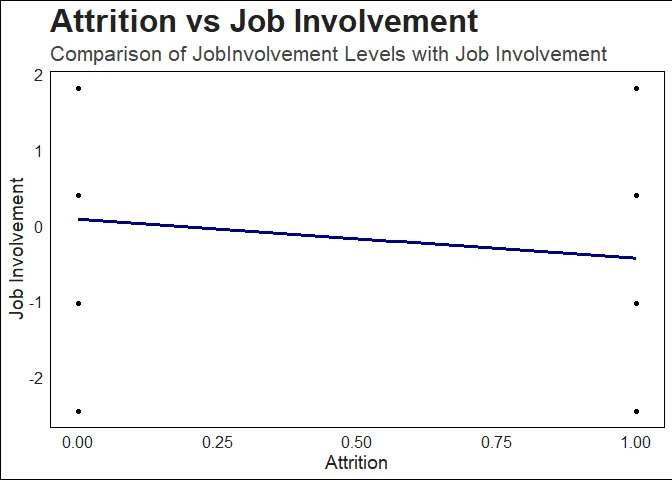 Attrition vs Job Involvement
Comparison of JobInvolvement Levels with Job Involvement
2
1
0
-1
-2
Job Involvement
0.00 0.25 0.50 0.75 1.00
Attrition